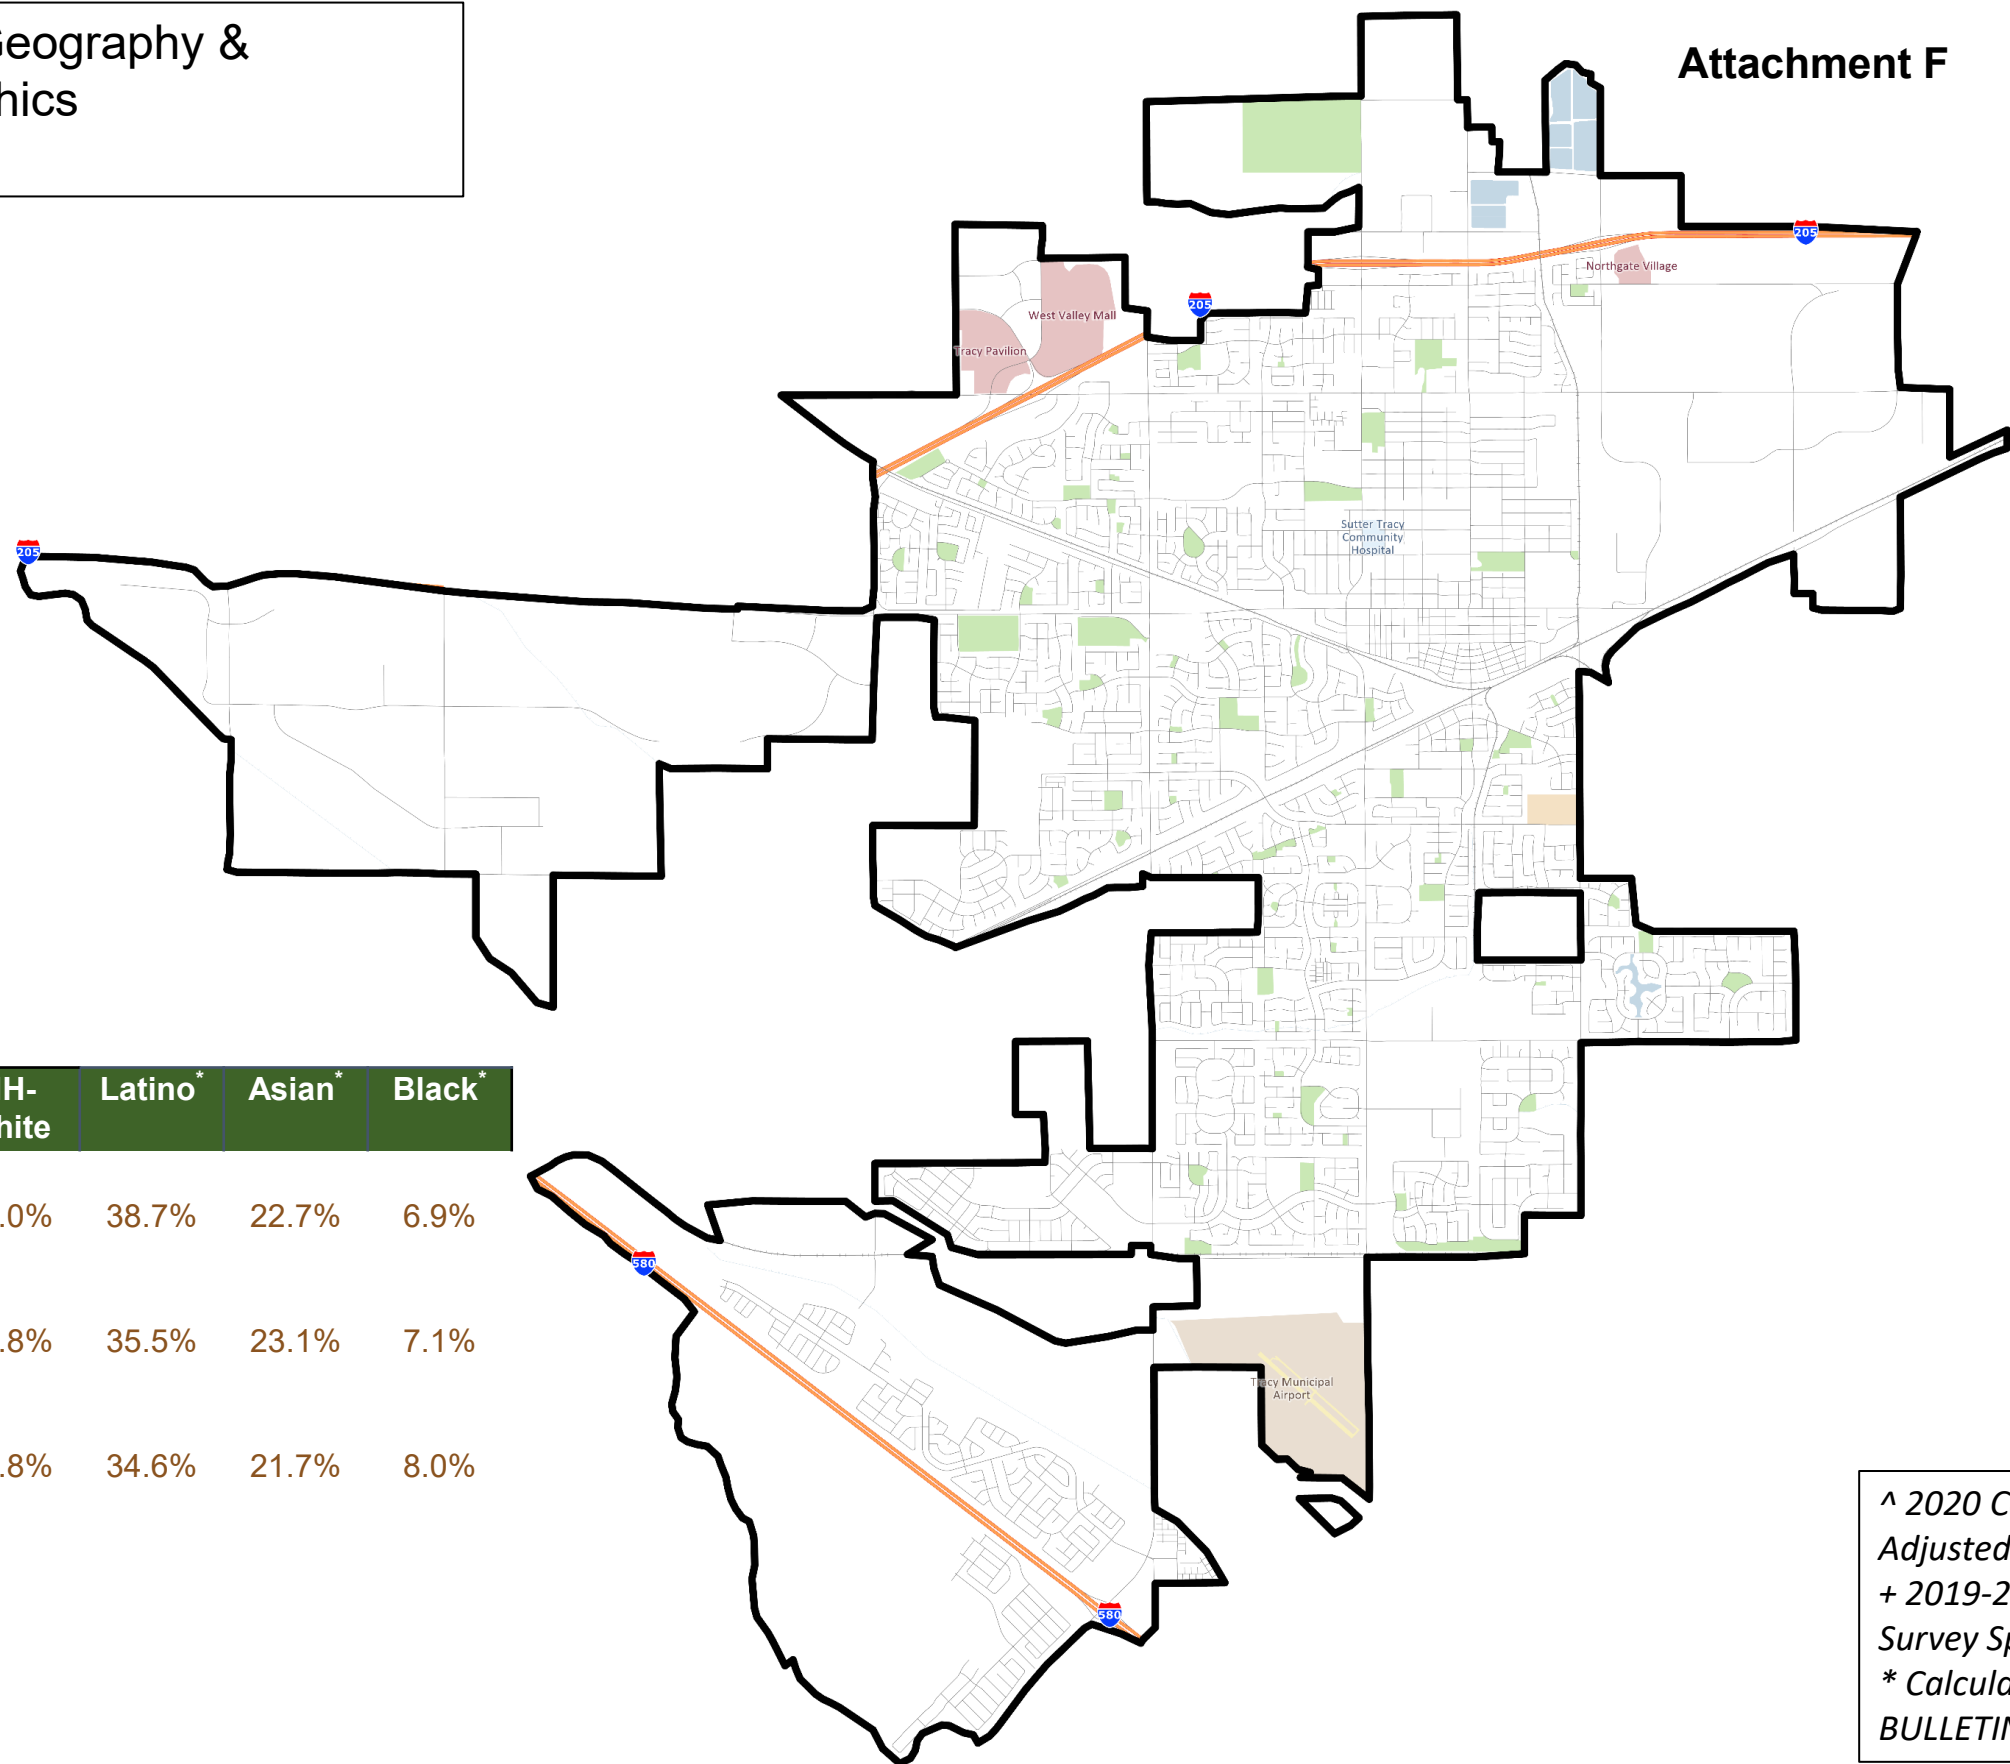 Geography &
hics
Attachment F
205
Northgate Village
205
West Valley Mall
Tracy Pavilion
Sutter Tracy
Community
Hospital
205
H- Latino* Asian* Black*
hite
.0% 38.7% 22.7% 6.9%
.8% 35.5% 23.1% 7.1%
.8% 34.6% 21.7% 8.0%
580
Tracy Municipal
Airport
580
^ 2020 C
Adjusted
+ 2019-2
Survey Sp
* Calcula
BULLETIN